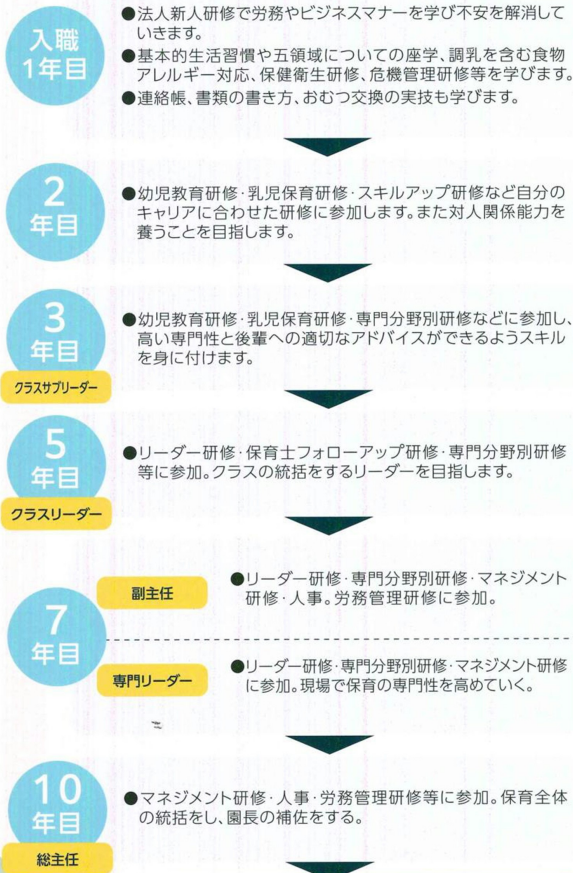 入職
1年目
●法人新人研修で労務やビジネスマナーを学び不安を解消して
いきます。
●基本的生活習慣や五領域についての座学、調乳を含む食物
アレルギー対応、保健衛生研修、危機管理研修等を学びます。
●連絡帳、書類の書き方、おむつ交換の実技も学びます。
2
年目
●幼児教育研修·乳児保育研修·スキルアップ研修など自分の
キャリアに合わせた研修に参加します。また対人関係能力を
養うことを目指します。
3
年目
クラスサブリーダー
●幼児教育研修·乳児保育研修·専門分野別研修などに参加し、
高い専門性と後輩への適切なアドバイスができるようスキル
を身に付けます。
5
年目
クラスリーダー
●リーダー研修·保育士フォローアップ研修·専門分野別研修
等に参加。クラスの統括をするリーダーを目指します。
7
年目
副主任
●リーダー研修·専門分野別研修·マネジメント
研修·人事。労務管理研修に参加。
専門リーダー
●リーダー研修·専門分野別研修·マネジメント研修
に参加。現場で保育の専門性を高めていく。
10
年目
総主任
●マネジメント研修·人事·労務管理研修等に参加。保育全体
の統括をし、園長の補佐をする。